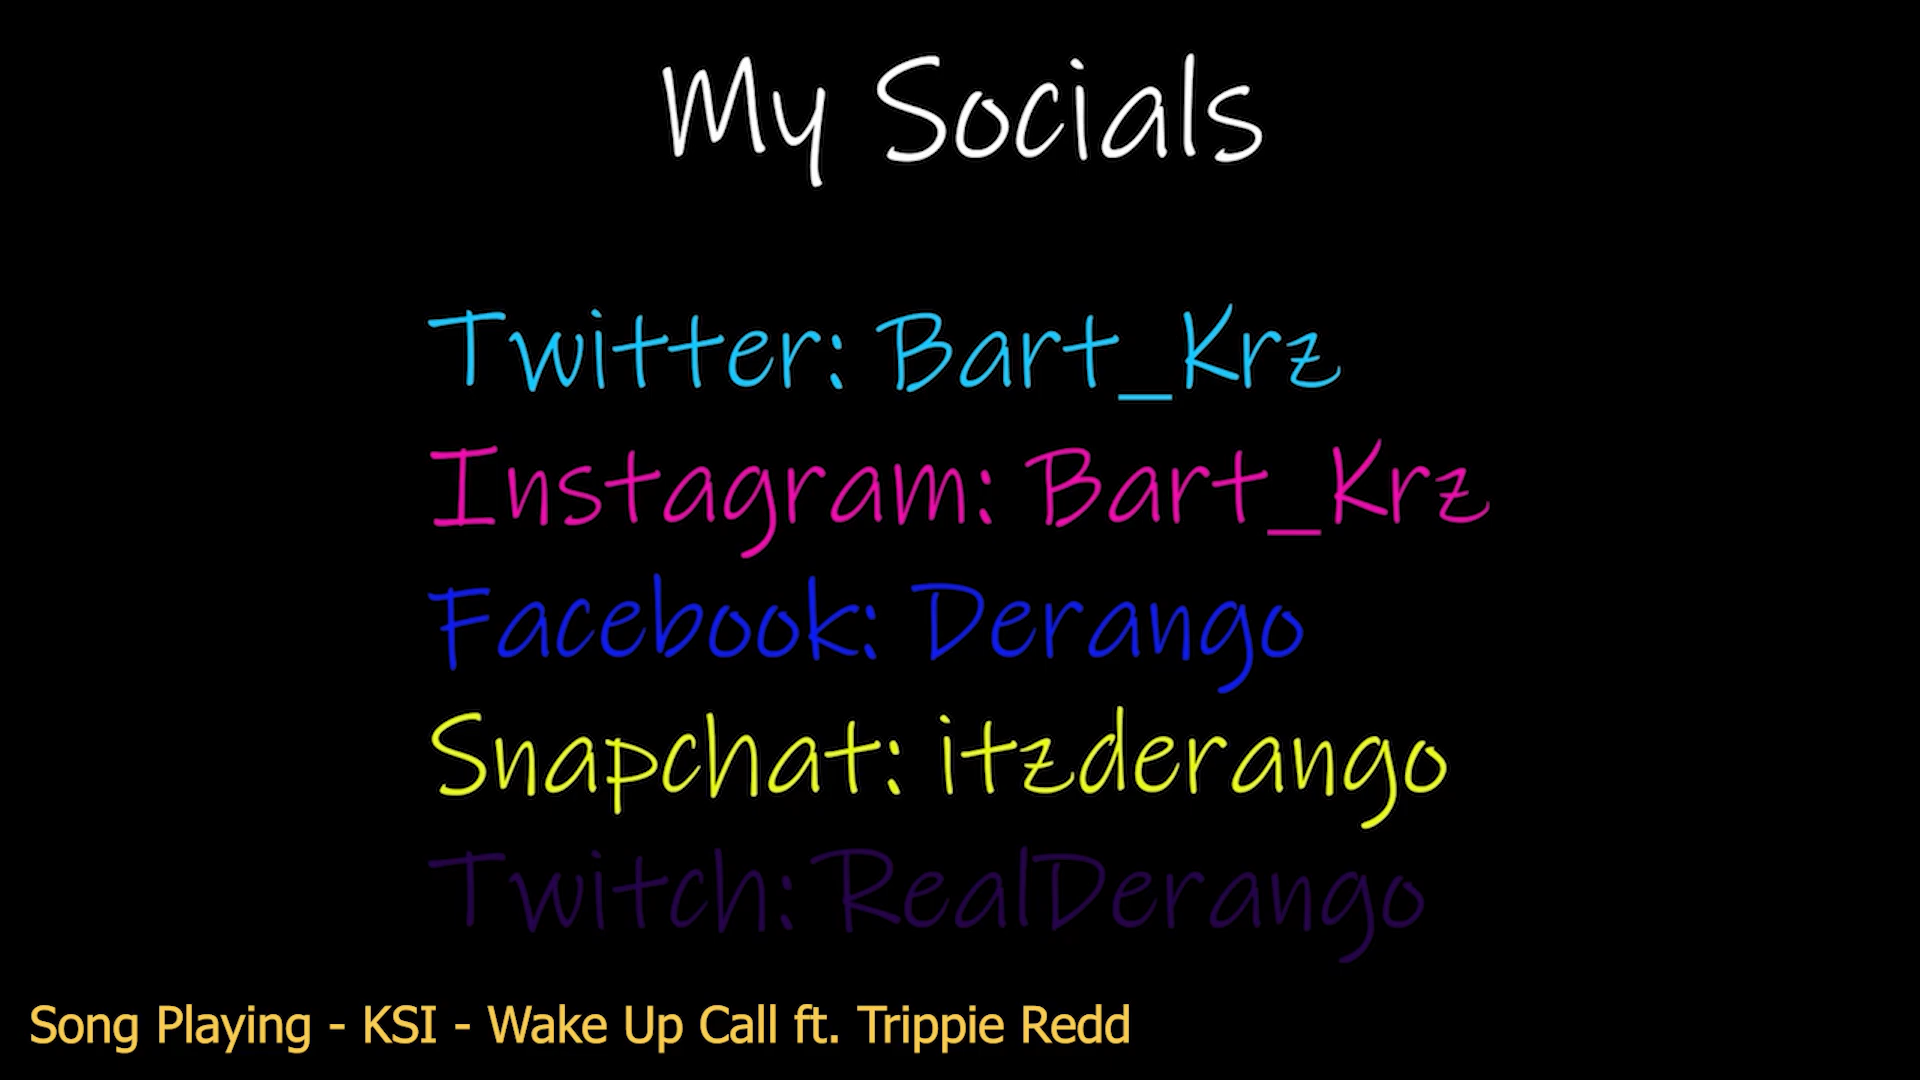 My Socials
Twitter: Bart_Krz
Instagram: Bart_Krz
Facebook: Derango
Snapchat: itzderango
Twitch: RealDerango
Song Playing - KSI - Wake Up Call ft. Trippie Redd